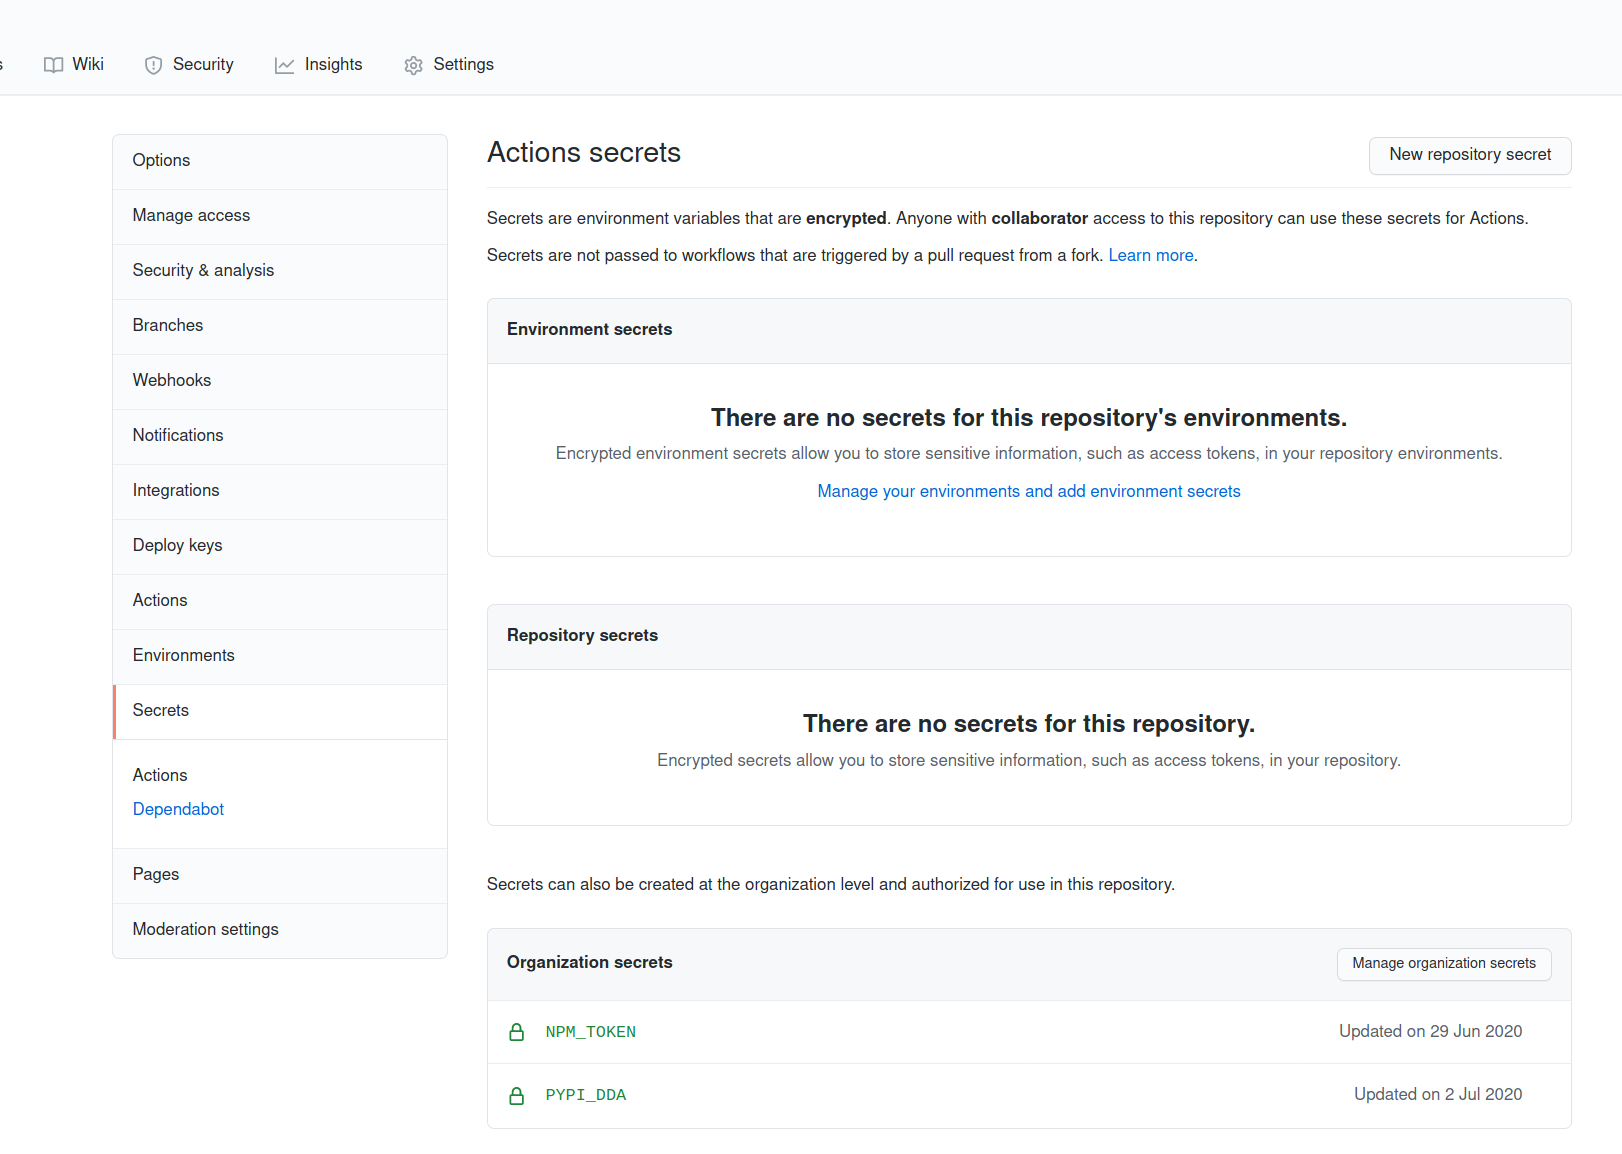 Wiki Security Insights Settings
Options
Manage access
Security & analysis
Branches
Webhooks
Notifications
Integrations
Deploy keys
Actions
Environments
Secrets
Actions
Dependabot
Pages
Moderation settings
Actions secrets
New repository secret
Secrets are environment variables that are encrypted. Anyone with collaborator access to this repository can use these secrets for Actions.
Secrets are not passed to workflows that are triggered by a pull request from a fork. Learn more.
Environment secrets
There are no secrets for this repository's environments.
Encrypted environment secrets allow you to store sensitive information, such as access tokens, in your repository environments.
Manage your environments and add environment secrets
Repository secrets
There are no secrets for this repository.
Encrypted secrets allow you to store sensitive information, such as access tokens, in your repository.
Secrets can also be created at the organization level and authorized for use in this repository.
Organization secrets
Manage organization secrets
NPM_TOKEN Updated on 29 Jun 2020
PYPI_DDA Updated on 2 Jul 2020